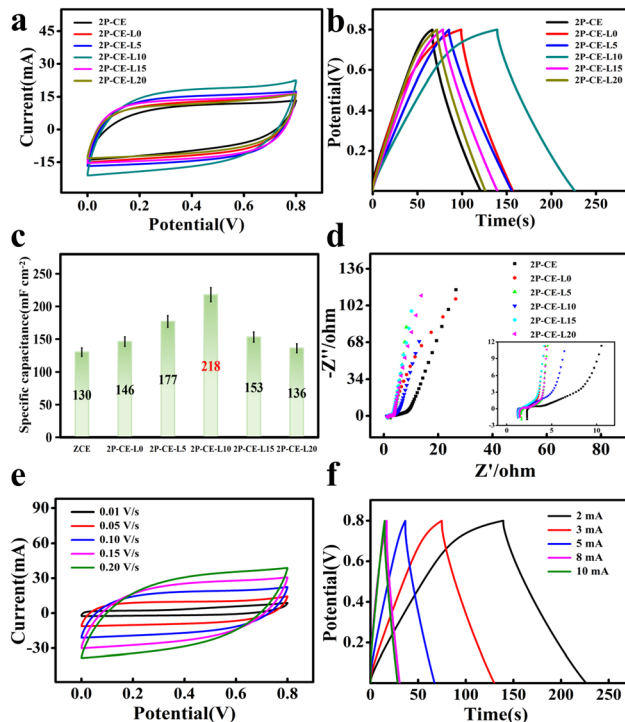 a
Current(mA)
45
30
15
0
-15
2P-CE
2P-CE-L0
2P-CE-L5
2P-CE-L10
2P-CE-L15
2P-CE-L20
0.0 0.2 0.4 0.6 0.8
Potential(V)
b
Potential(V)
0.8
0.6
0.4
0.2
0.8
2P-CE
2P-CE-L0
2P-CE-L5
2P-CE-L10
2P-CE-L15
2P-CE-L20
0 50 100 150 200 250
Time(s)
c
Specific capacitance(mF cm-2)
250
200
150
100
50
0
130
146
177
218
153
136
ZCE 2P-CE-L0 2P-CE-L5 2P-CE-L10 2P-CE-L15 2P-CE-L20
d
-Z''/ohm
136
102
68
34
0
2P-CE
2P-CE-L0
2P-CE-L5
2P-CE-L10
2P-CE-L15
2P-CE-L20
12
9
6
3
0
-3
0 5 10
0 20 40 60 80
Z'/ohm
e
Current(mA)
90
60
30
0
-30
0.01 V/s
0.05 V/s
0.10 V/s
0.15 V/s
0.20 V/s
0.0 0.2 0.4 0.6 0.8
Potential(V)
f
Potential(V)
0.8
0.6
0.4
0.2
0.8
2 mA
3 mA
5 mA
8 mA
10 mA
0 50 100 150 200 250
Time(s)